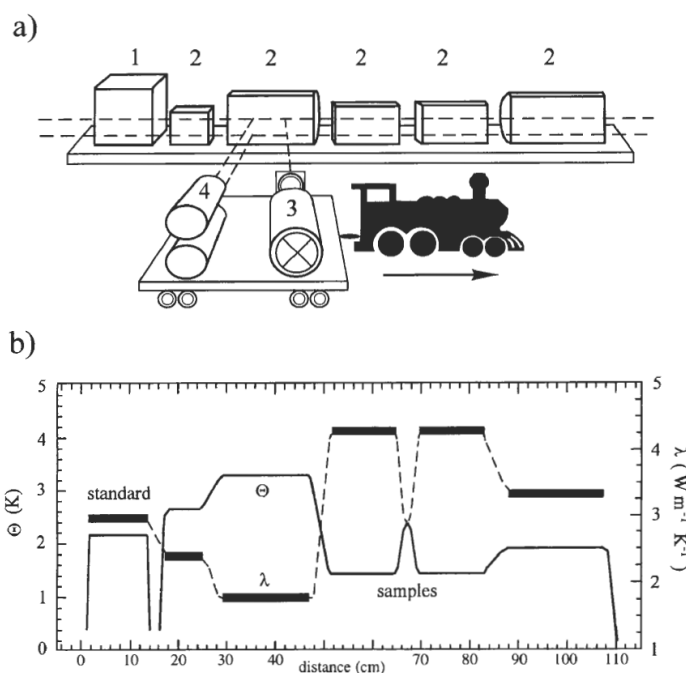 a)
1 2 2 2 2 2
4
3
b)
5 5
4 4
3 3
2 2
1 1
0
standard
Θ
λ
samples
Θ (K)
λ (W m⁻¹ K⁻¹)
0 10 20 30 40 50 60 70 80 90 100 110
distance (cm)